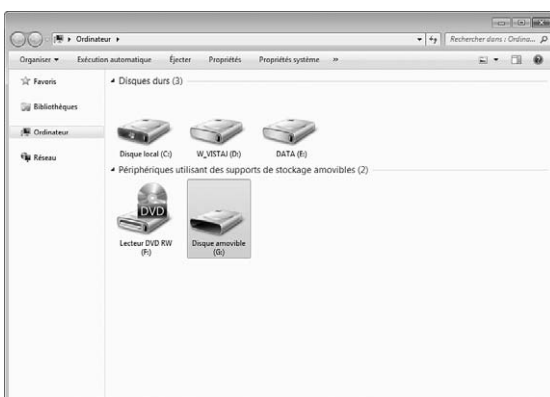 Ordinateur
Rechercher dans : Ordina...
Organiser Exécution automatique Éjecter Propriétés Propriétés système »
Favoris
Disques durs (3)
Bibliothèques
Ordinateur
Disque local (C:) W_VISTAI (D:) DATA (E:)
Réseau
Périphériques utilisant des supports de stockage amovibles (2)
DVD
Lecteur DVD RW (F:)
Disque amovible (G:)